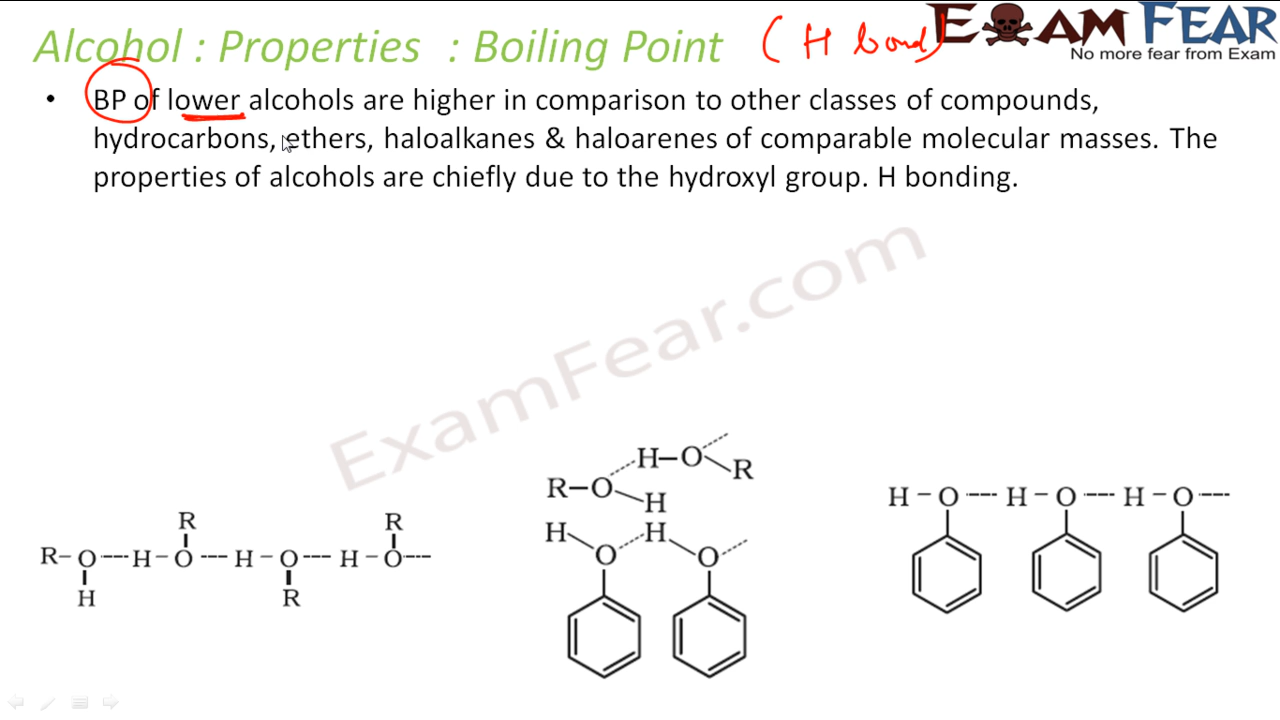 Alcohol : Properties : Boiling Point (H bond)
EXAM FEAR
No more fear from Exam
• BP of lower alcohols are higher in comparison to other classes of compounds,
hydrocarbons, ethers, haloalkanes & haloarenes of comparable molecular masses. The
properties of alcohols are chiefly due to the hydroxyl group. H bonding.
ExamFear.com
H–O
R
R–O
H
H – O --- H – O --- H – O ---
R
R
H
H
O
O
R– O --- H – O --- H – O --- H – O ---
H
R